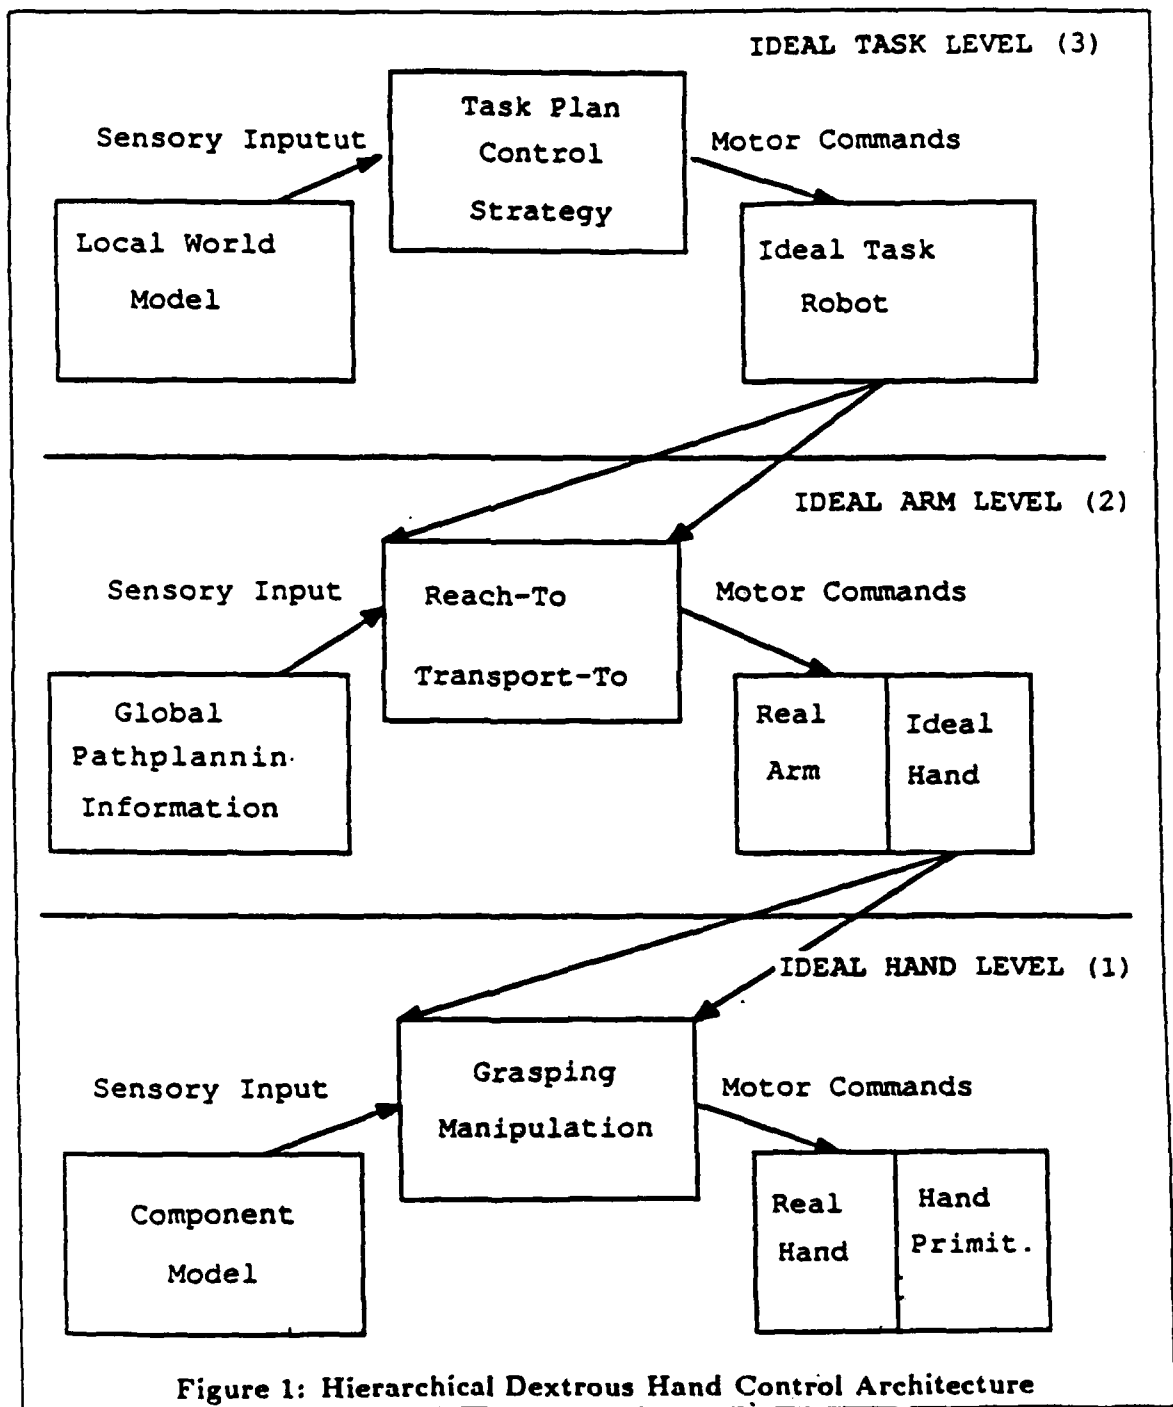 IDEAL TASK LEVEL (3)
Task Plan
Control
Strategy
Sensory Inputut
Motor Commands
Local World
Model
Ideal Task
Robot
IDEAL ARM LEVEL (2)
Sensory Input
Reach-To
Transport-To
Motor Commands
Global
Pathplannin
Information
Real
Arm
Ideal
Hand
IDEAL HAND LEVEL (1)
Sensory Input
Grasping
Manipulation
Motor Commands
Component
Model
Real
Hand
Hand
Primit.
Figure 1: Hierarchical Dextrous Hand Control Architecture